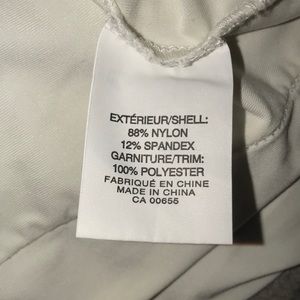 EXTÉRIEUR/SHELL:
88% NYLON
12% SPANDEX
GARNITURE/TRIM:
100% POLYESTER
FABRIQUÉ EN CHINE
MADE IN CHINA
CA 00655